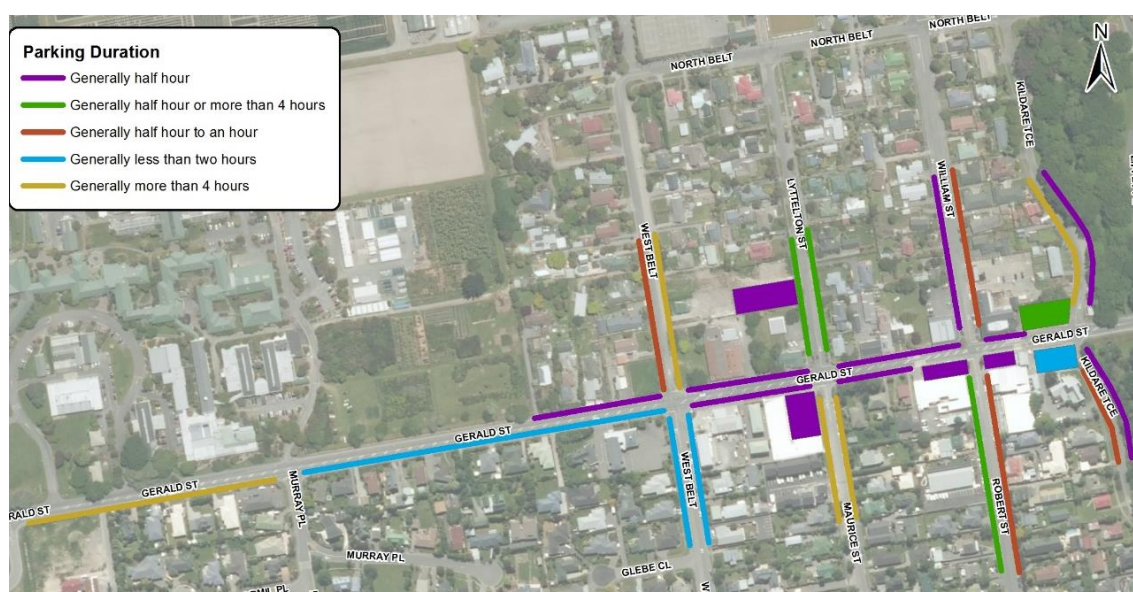 Parking Duration
Generally half hour
Generally half hour or more than 4 hours
Generally half hour to an hour
Generally less than two hours
Generally more than 4 hours
NORTH BELT
NORTH BELT
NORTH BELT
N
KILDARE TCE
LYTTELTON ST
WILLIAM ST
WEST BELT
GERALD ST
GERALD ST
KILDARE TCE
GERALD ST
WEST BELT
GERALD ST
MURRAY PL
ROBERT ST
MAURICE ST
MURRAY PL
GLEBE CL
W